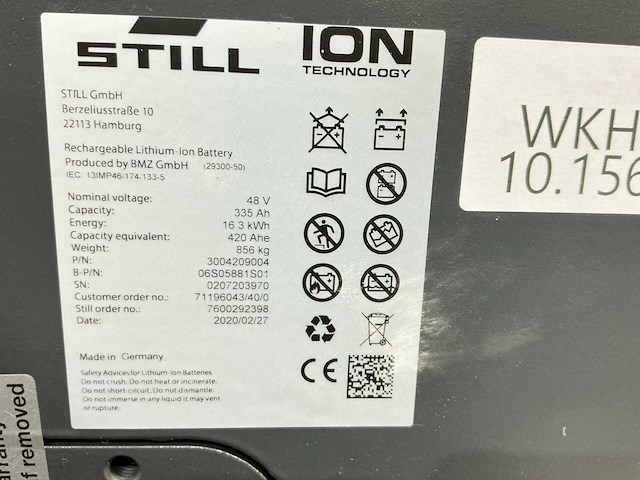 STILL
ION
TECHNOLOGY
STILL GmbH
Berzeliusstraße 10
22113 Hamburg
Rechargeable Lithium-Ion Battery
Produced by BMZ GmbH (29300-50)
IEC: 13IMP46/174/133-5
Nominal voltage: 48 V
Capacity: 335 Ah
Energy: 16.3 kWh
Capacity equivalent: 420 Ahe
Weight: 856 kg
P/N: 3004209004
B-P/N: 06S05881S01
SN: 0207203970
Customer order no.: 71196043/40/0
Still order no.: 7600292398
Date: 2020/02/27
Made in Germany
Safety Advices for Lithium-Ion Batteries
Do not crush. Do not heat or incinerate.
Do not short-circuit. Do not dismantle.
Do not immerse in any liquid it may vent
or rupture.
CE
WKH
10.156
f removed